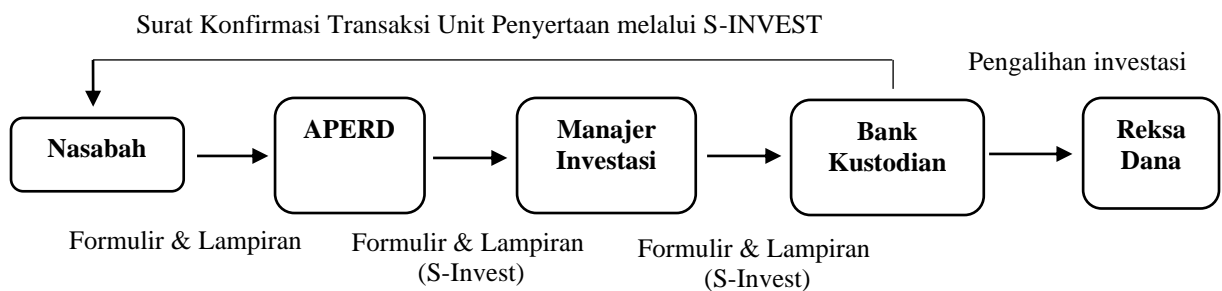 Surat Konfirmasi Transaksi Unit Penyertaan melalui S-INVEST
Pengalihan investasi
Nasabah
APERD
Manajer
Investasi
Bank
Kustodian
Reksa
Dana
Formulir & Lampiran
Formulir & Lampiran
(S-Invest)
Formulir & Lampiran
(S-Invest)